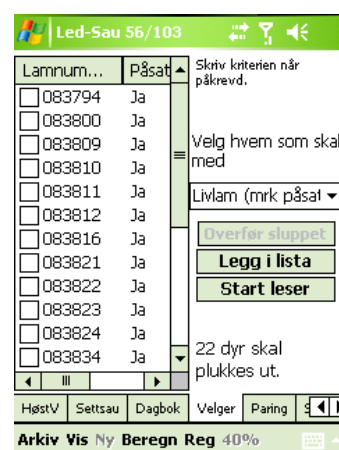 Led-Sau 56/103
Lamnum... Påsat
083794 Ja
083800 Ja
083809 Ja
083810 Ja
083811 Ja
083812 Ja
083816 Ja
083821 Ja
083822 Ja
083823 Ja
083824 Ja
083834 Ja
Skriv kriterien når
påkrevd.
Velg hvem som skal
med
Livlam (mrk påsat
Overfør sluppet
Legg i lista
Start leser
22 dyr skal
plukkes ut.
HøstV Settsau Dagbok Velger Paring
Arkiv Vis Ny Beregn Reg 40%